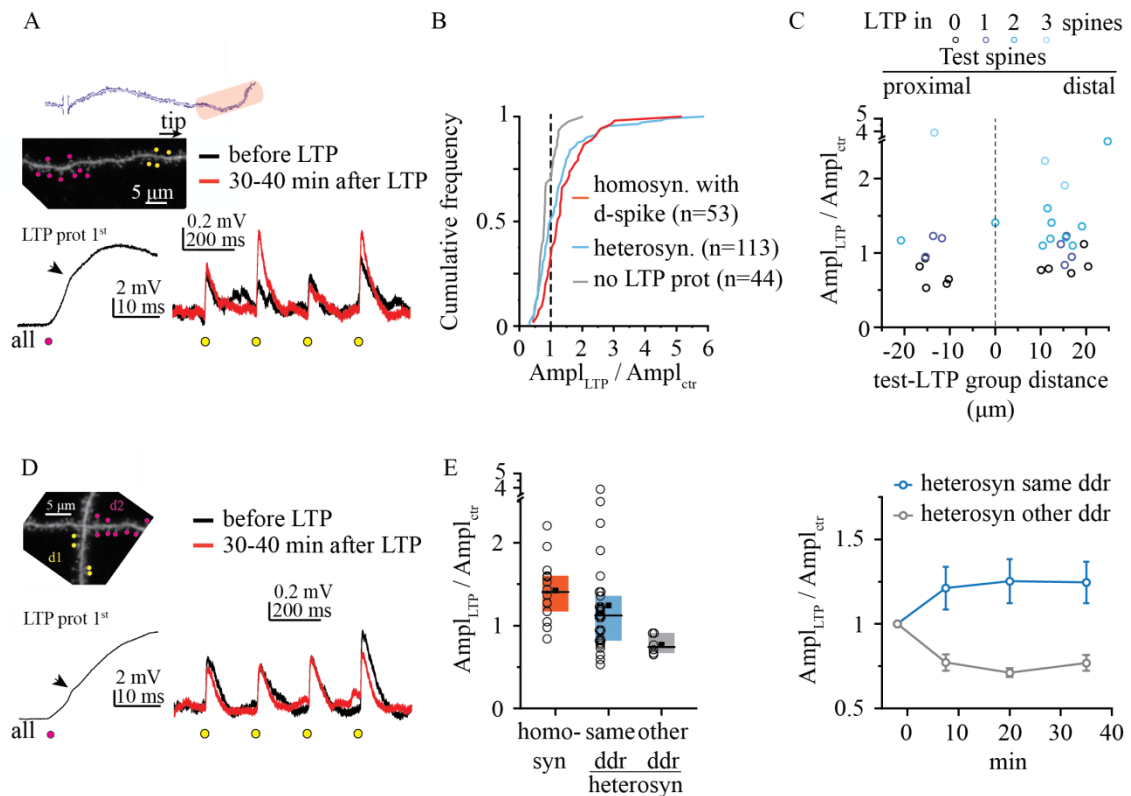 A
tip
5 μm
before LTP
30-40 min after LTP
LTP prot 1st
0.2 mV
200 ms
2 mV
10 ms
all
B
Cumulative frequency
1
0.5
0
0 1 2 3 4 5 6
AmplLTP / Amplctr
homosyn. with
d-spike (n=53)
heterosyn. (n=113)
no LTP prot (n=44)
C
LTP in 0 1 2 3 spines
Test spines
proximal distal
AmplLTP / Amplctr
5
4
2
1
0
-20 -10 0 10 20
test-LTP group distance
(μm)
D
5 μm
d2
d1
before LTP
30-40 min after LTP
LTP prot 1st
0.2 mV
200 ms
2 mV
10 ms
all
E
AmplLTP / Amplctr
5
4
2
1
0
homo- same other
syn ddr ddr
heterosyn
heterosyn same ddr
heterosyn other ddr
AmplLTP / Amplctr
1.5
1
0.5
0 10 20 30 40
min